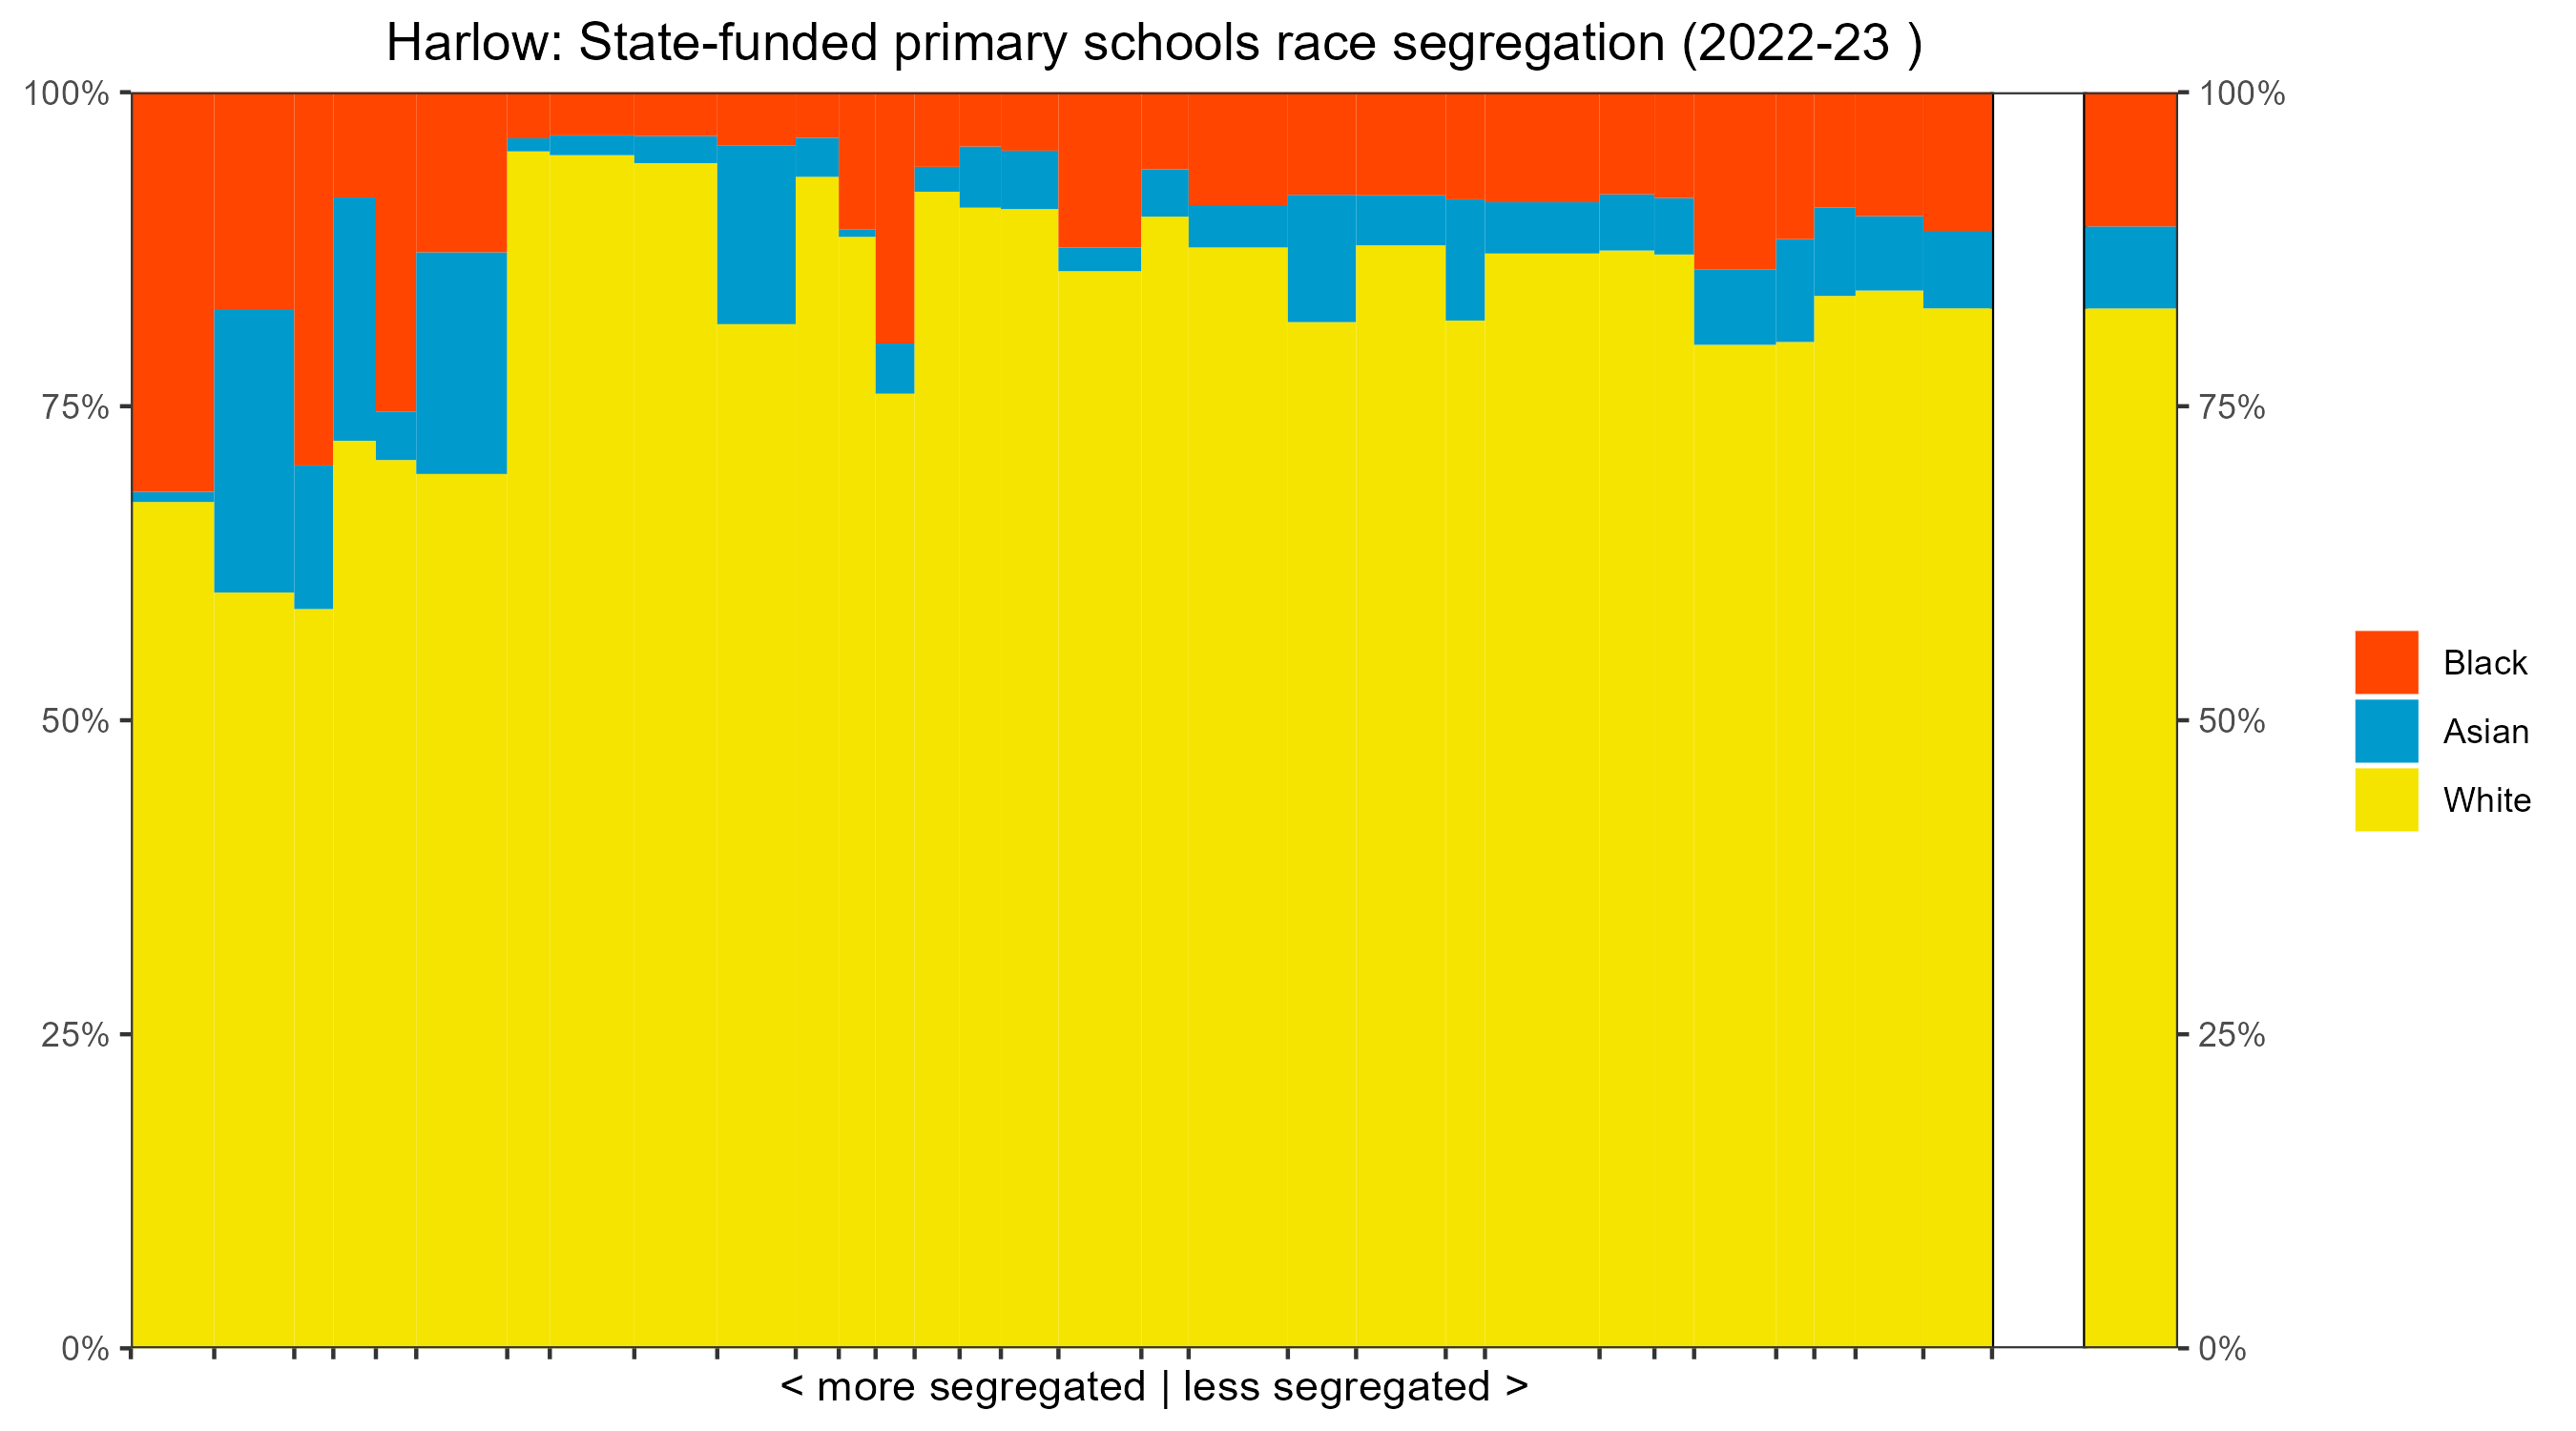 Harlow: State-funded primary schools race segregation (2022-23 )
100%
75%
50%
25%
0%
100%
75%
50%
25%
0%
Black
Asian
White
< more segregated | less segregated >